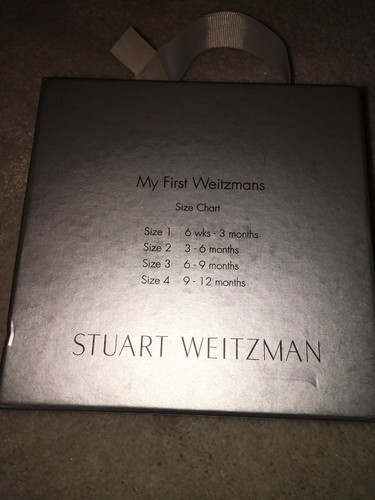 My First Weitzmans
Size Chart
Size 1 6 wks - 3 months
Size 2 3 - 6 months
Size 3 6 - 9 months
Size 4 9 - 12 months
STUART WEITZMAN